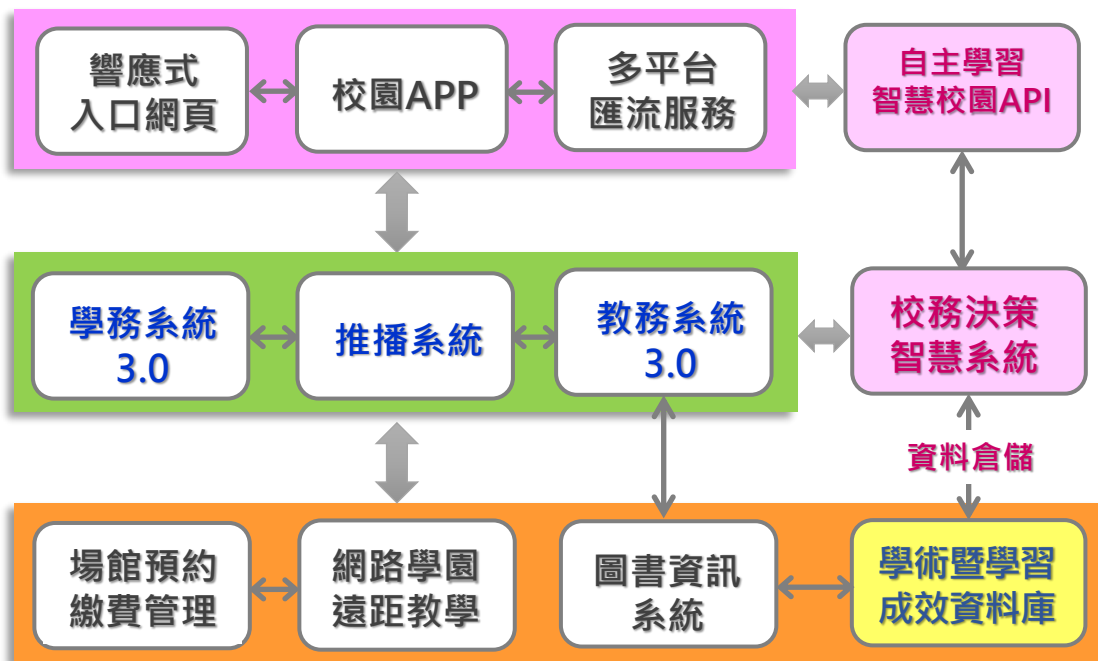 響應式
入口網頁
校園APP
多平台
匯流服務
自主學習
智慧校園API
學務系統
3.0
推播系統
教務系統
3.0
校務決策
智慧系統
資料倉儲
場館預約
繳費管理
網路學園
遠距教學
圖書資訊
系統
學術暨學習
成效資料庫